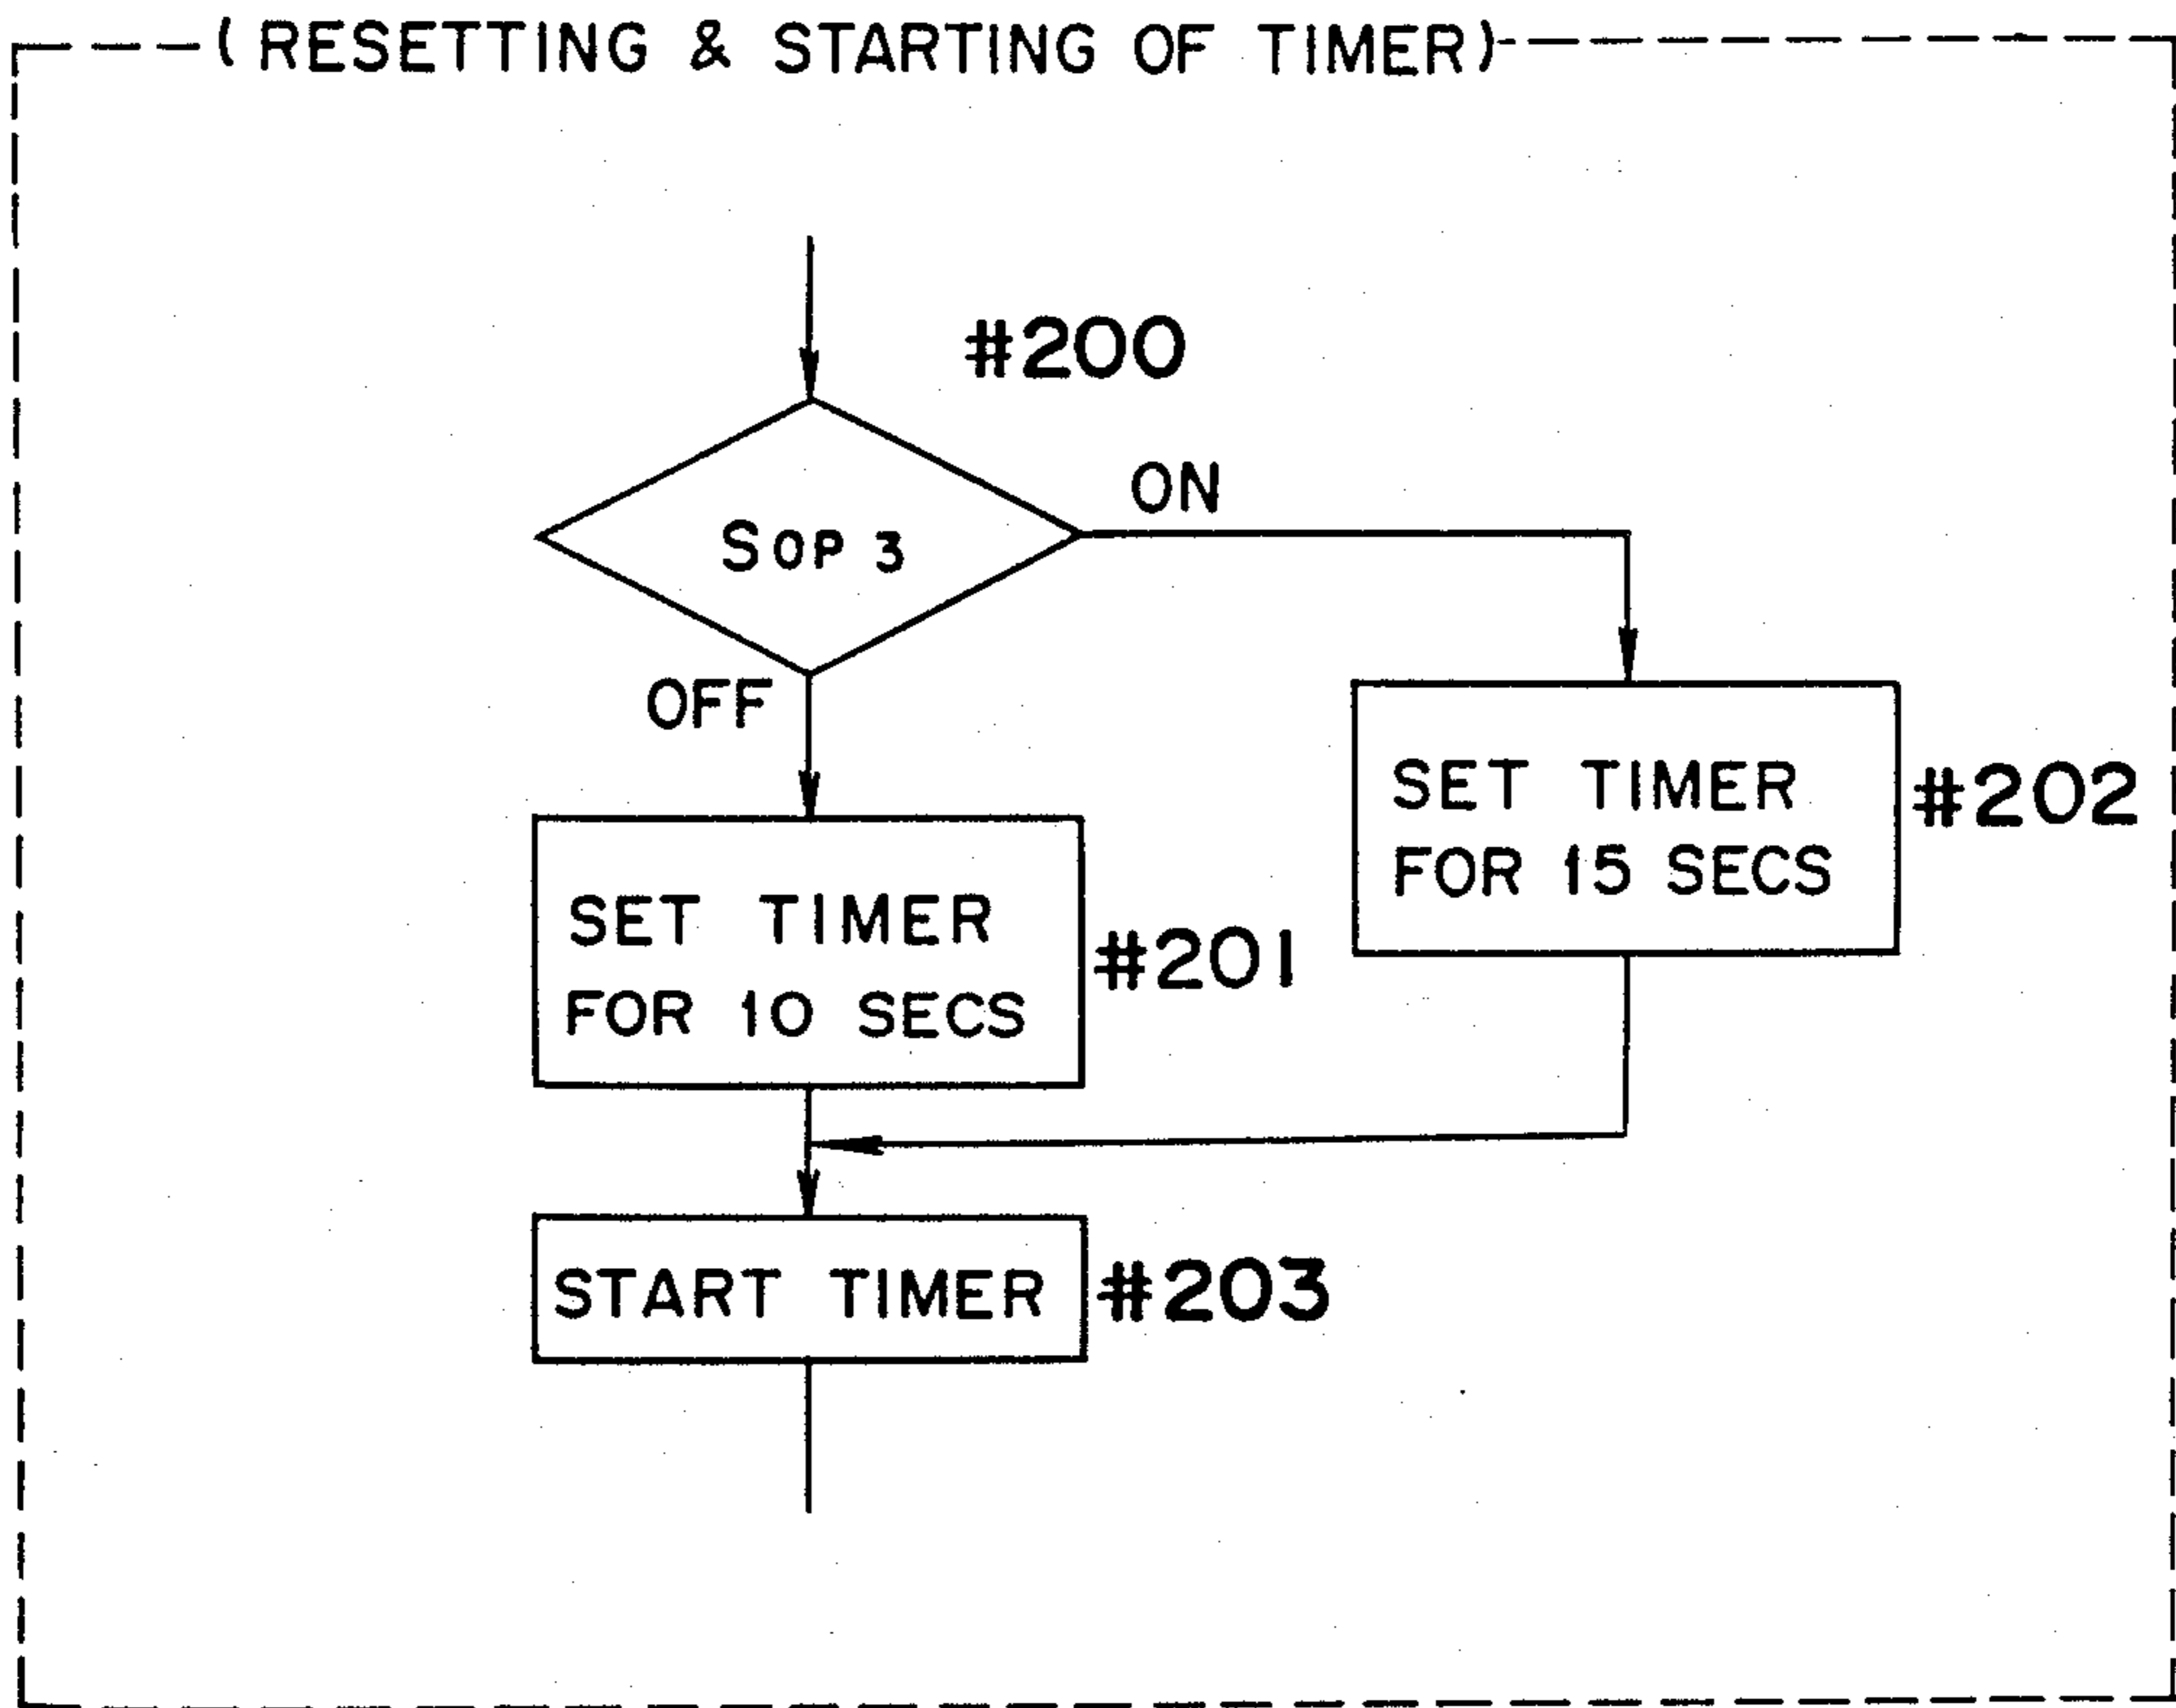 (RESETTING & STARTING OF TIMER)
#200
ON
SOP 3
OFF
SET TIMER
FOR 15 SECS
#202
SET TIMER
FOR 10 SECS
#201
START TIMER
#203